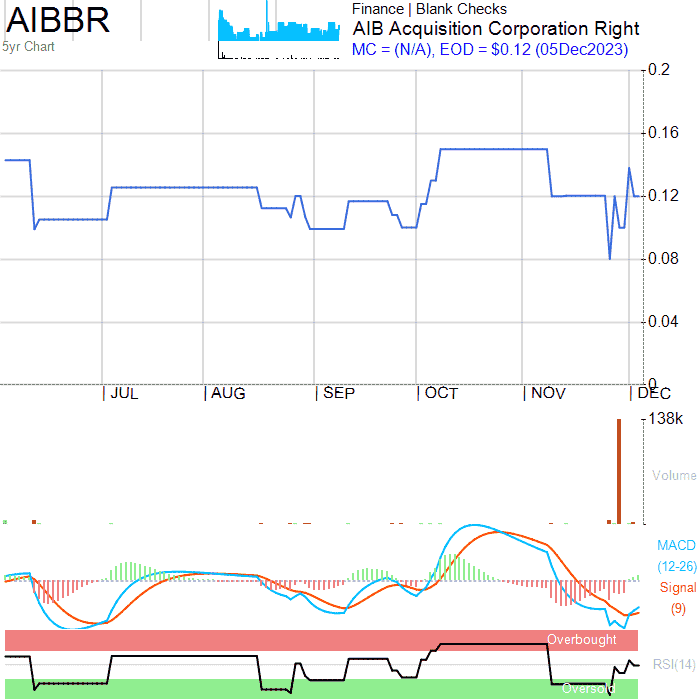 AIBBR
5yr Chart
Finance | Blank Checks
AIB Acquisition Corporation Right
MC = (N/A), EOD = $0.12 (05Dec2023)
0.2
0.16
0.12
0.08
0.04
0
| JUL | AUG | SEP | OCT | NOV | DEC
138k
Volume
MACD
(12-26)
Signal
(9)
Overbought
RSI(14)
Oversold